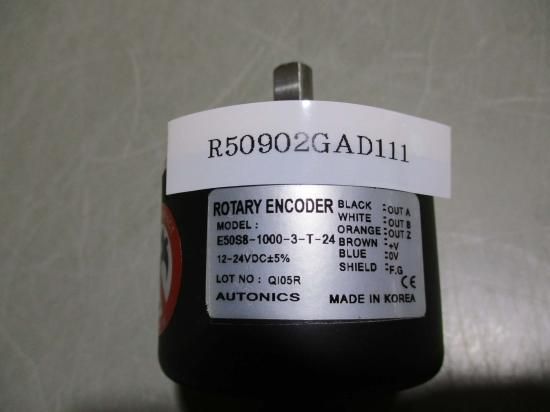 R50902GAD111
ROTARY ENCODER
MODEL :
E50S8-1000-3-T-24
12-24VDC±5%
LOT NO : QI05R
AUTONICS
BLACK : OUT A
WHITE : OUT B
ORANGE : OUT Z
BROWN : +V
BLUE : 0V
SHIELD : F.G
CE
MADE IN KOREA